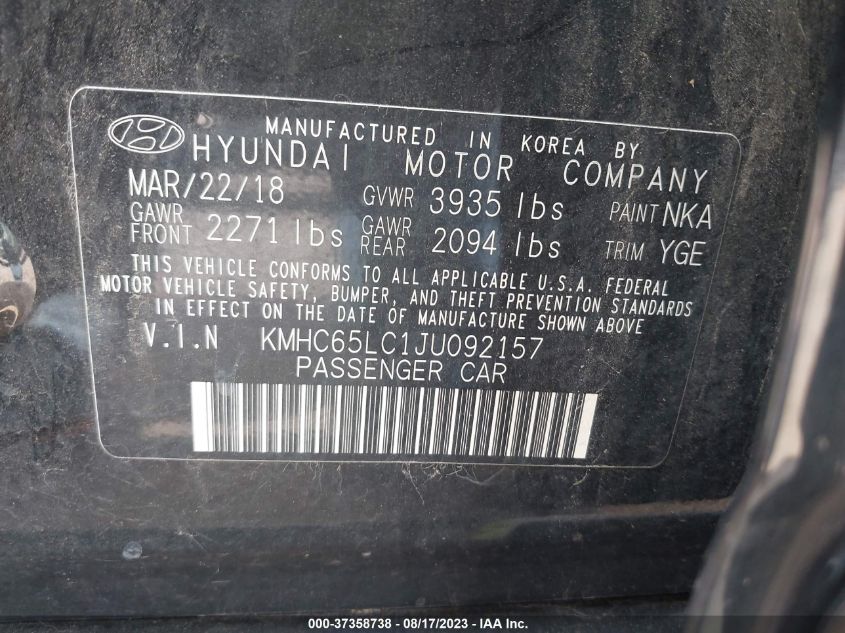 MANUFACTURED IN KOREA BY
HYUNDAI MOTOR COMPANY
MAR/22/18 GVWR 3935 lbs PAINT NKA
GAWR FRONT 2271 lbs GAWR REAR 2094 lbs TRIM YGE
THIS VEHICLE CONFORMS TO ALL APPLICABLE U.S.A. FEDERAL
MOTOR VEHICLE SAFETY, BUMPER, AND THEFT PREVENTION STANDARDS
IN EFFECT ON THE DATE OF MANUFACTURE SHOWN ABOVE
V.I.N KMHC65LC1JU092157
PASSENGER CAR
000-37358738 - 08/17/2023 - IAA Inc.